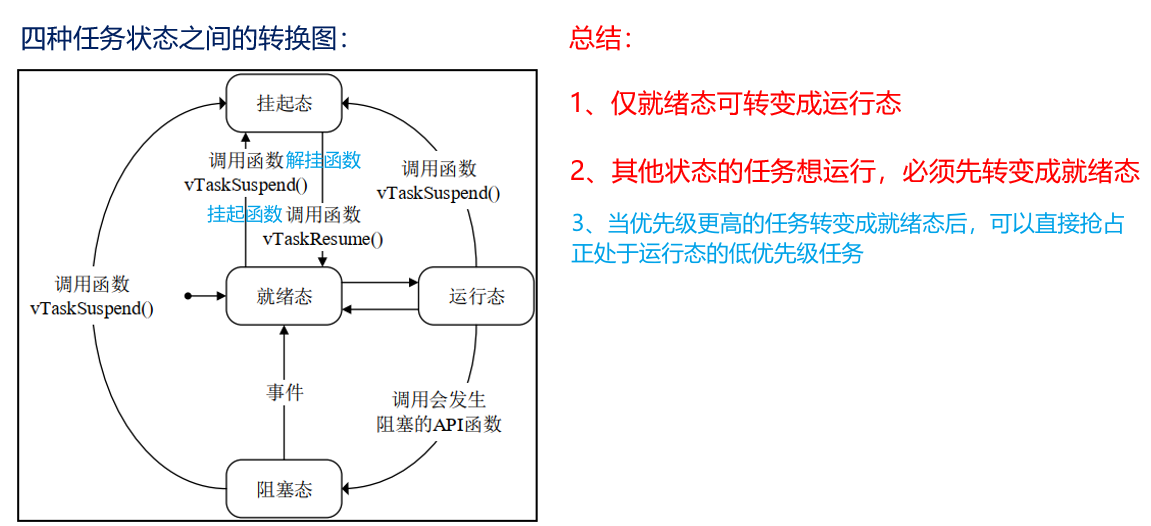 四种任务状态之间的转换图：
总结：
挂起态
1、仅就绪态可转变成运行态
调用函数 解挂函数
vTaskSuspend()
调用函数
vTaskSuspend()
2、其他状态的任务想运行，必须先转变成就绪态
挂起函数 调用函数
vTaskResume()
3、当优先级更高的任务转变成就绪态后，可以直接抢占
正处于运行态的低优先级任务
调用函数
vTaskSuspend()
就绪态
运行态
事件
调用会发生
阻塞的API函数
阻塞态